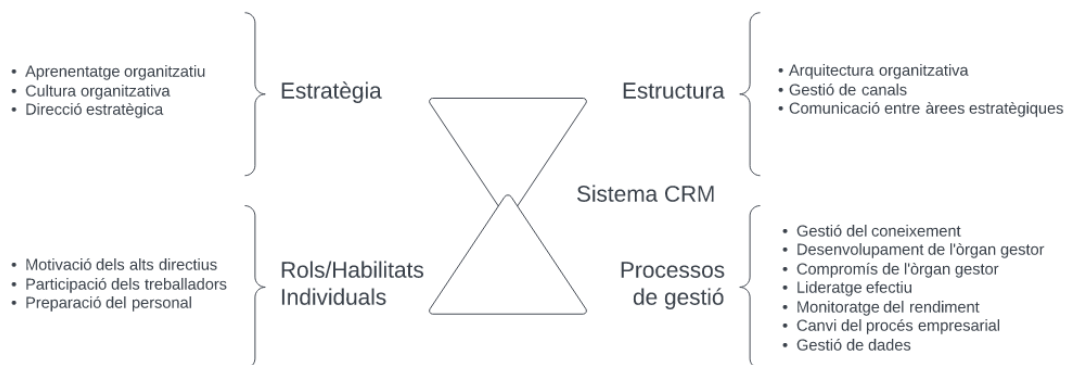 • Aprenentatge organitzatiu
• Cultura organitzativa
• Direcció estratègica
Estratègia
Estructura
• Arquitectura organitzativa
• Gestió de canals
• Comunicació entre àrees estratègiques
Sistema CRM
• Motivació dels alts directius
• Participació dels treballadors
• Preparació del personal
Rols/Habilitats
Individuals
Processos
de gestió
• Gestió del coneixement
• Desenvolupament de l'òrgan gestor
• Compromís de l'òrgan gestor
• Lideratge efectiu
• Monitoratge del rendiment
• Canvi del procés empresarial
• Gestió de dades